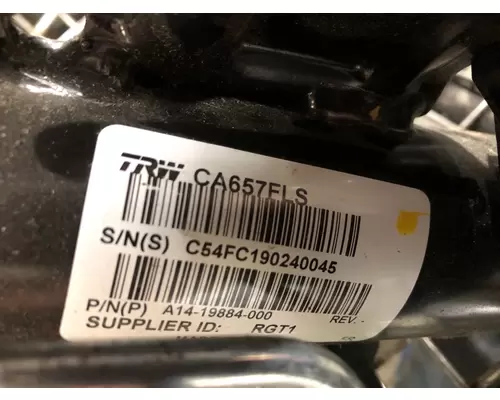 TRW CA657FLS
S/N(S) C54FC190240045
P/N(P) A14-19884-000 REV. -
SUPPLIER ID: RGT1